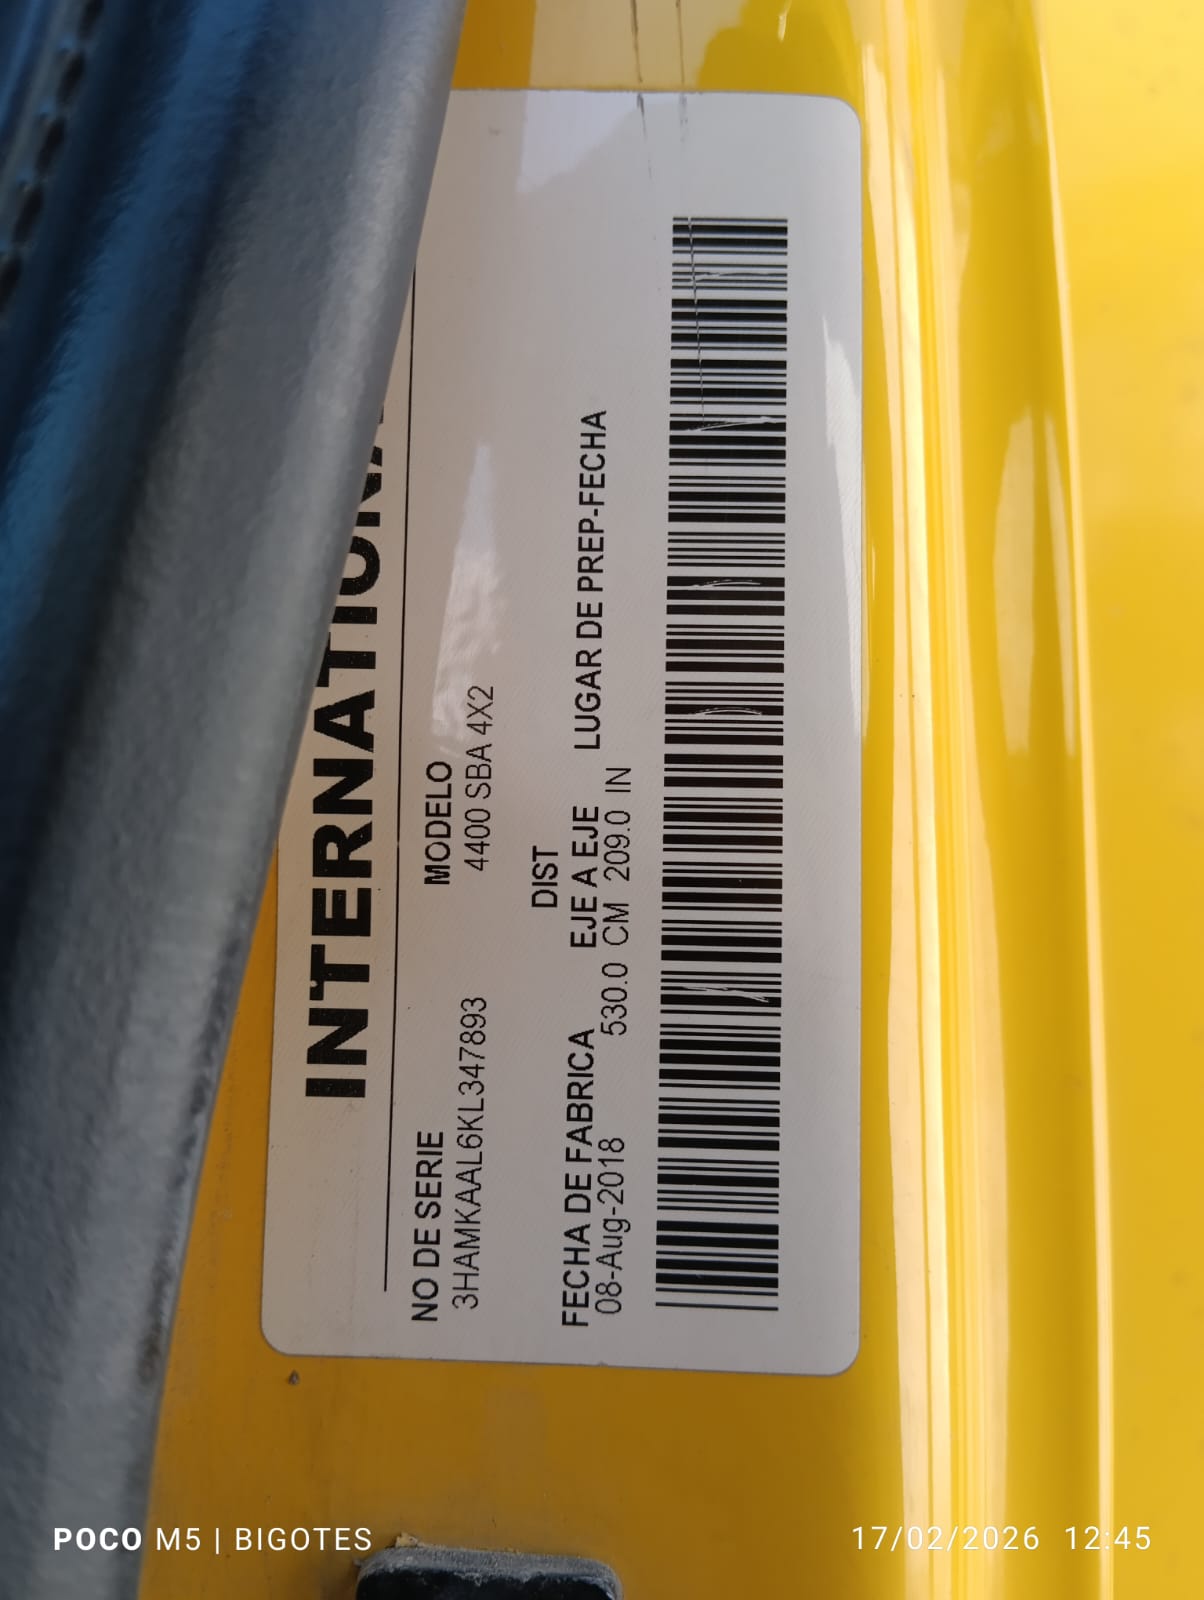 INTERNATIONA
NO DE SERIE MODELO
3HAMKAAL6KL347893 4400 SBA 4X2
DIST
FECHA DE FABRICA EJE A EJE LUGAR DE PREP-FECHA
08-Aug-2018 530.0 CM 209.0 IN
POCO M5 | BIGOTES
17/02/2026 12:45